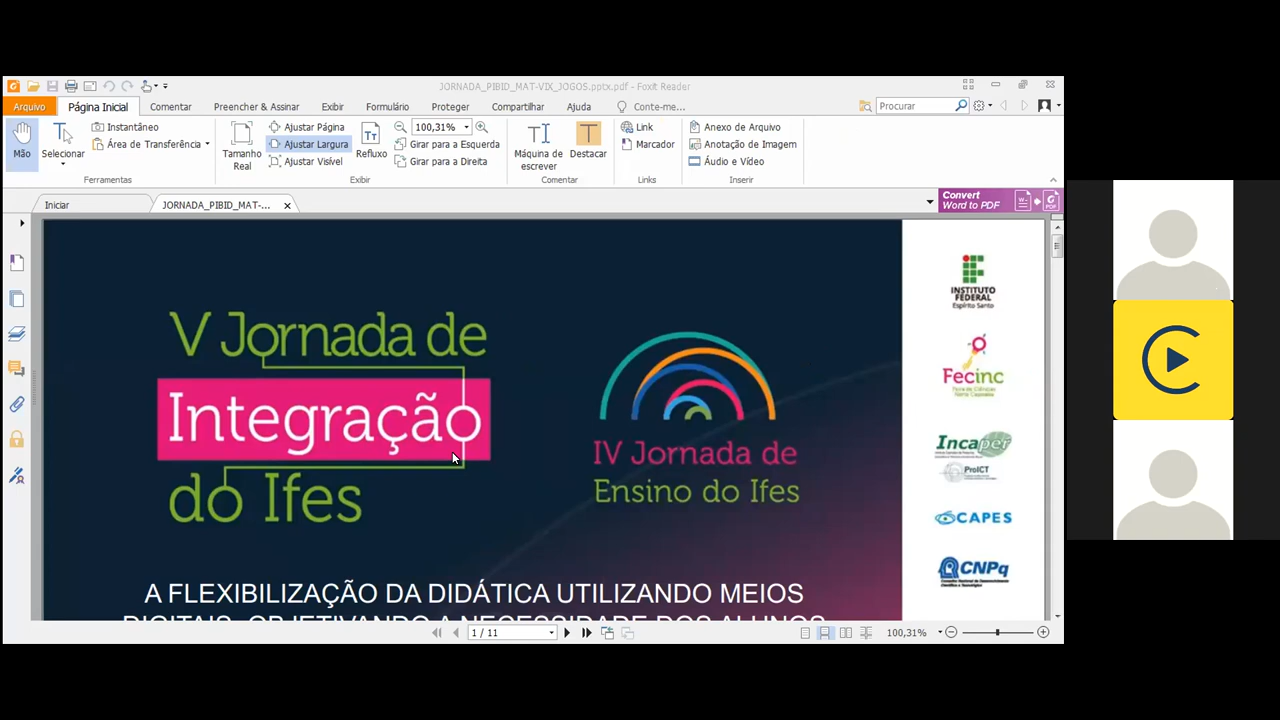 JORNADA_PIBID_MAT-VIX_JOGOS.pptx.pdf - Foxit Reader
Arquivo Página Inicial Comentar Preencher & Assinar Exibir Formulário Proteger Compartilhar Ajuda Conte-me... Procurar
Mão
Selecionar
Instantâneo
Área de Transferência
Ferramentas
Tamanho
Real
Ajustar Página
Ajustar Largura
Ajustar Visível
Refluxo
100,31%
Girar para a Esquerda
Girar para a Direita
Exibir
Máquina de
escrever
Destacar
Comentar
Link
Marcador
Links
Anexo de Arquivo
Anotação de Imagem
Áudio e Vídeo
Inserir
Iniciar
JORNADA_PIBID_MAT-...
Convert
Word to PDF
V Jornada de
Integração
do Ifes
IV Jornada de
Ensino do Ifes
INSTITUTO
FEDERAL
Espírito Santo
Fecinc
Incaper
ProICT
CAPES
CNPq
A FLEXIBILIZAÇÃO DA DIDÁTICA UTILIZANDO MEIOS
DIGITAIS, OBJETIVANDO A NECESSIDADE DOS ALUNOS
1 / 11
100,31%